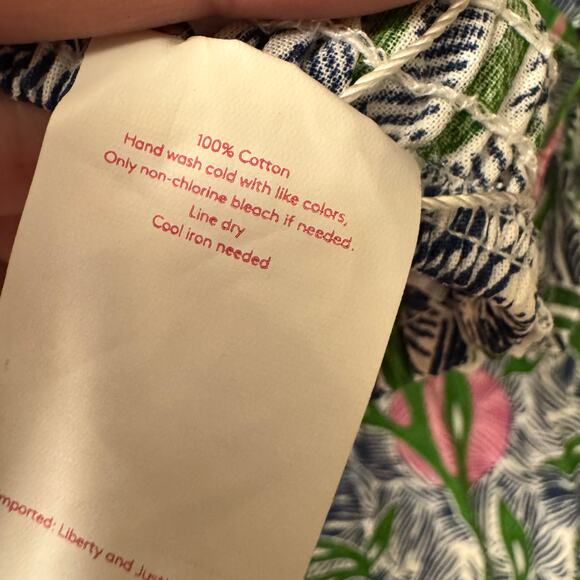 100% Cotton
Hand wash cold with like colors,
Only non-chlorine bleach if needed.
Line dry
Cool iron needed
Imported: Liberty and